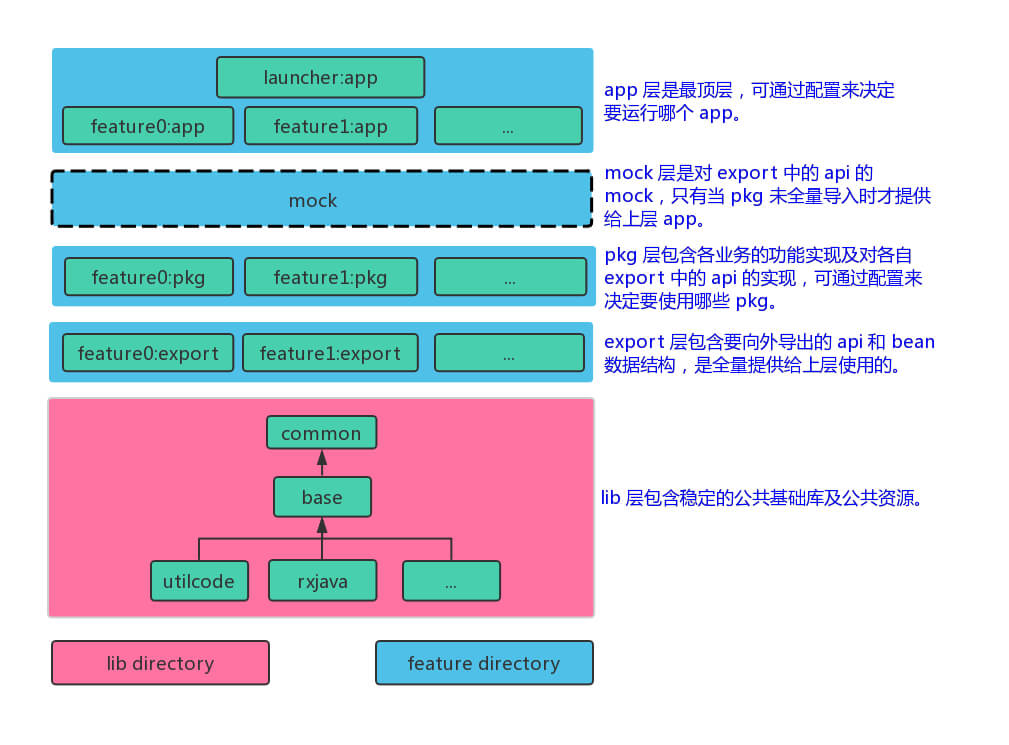 launcher:app
feature0:app
feature1:app
...
app 层是最顶层，可通过配置来决定
要运行哪个 app。
mock
mock 层是对 export 中的 api 的
mock，只有当 pkg 未全量导入时才提供
给上层 app。
feature0:pkg
feature1:pkg
...
pkg 层包含各业务的功能实现及对各自
export 中的 api 的实现，可通过配置来
决定要使用哪些 pkg。
feature0:export
feature1:export
...
export 层包含要向外导出的 api 和 bean
数据结构，是全量提供给上层使用的。
common
base
utilcode
rxjava
...
lib 层包含稳定的公共基础库及公共资源。
lib directory
feature directory